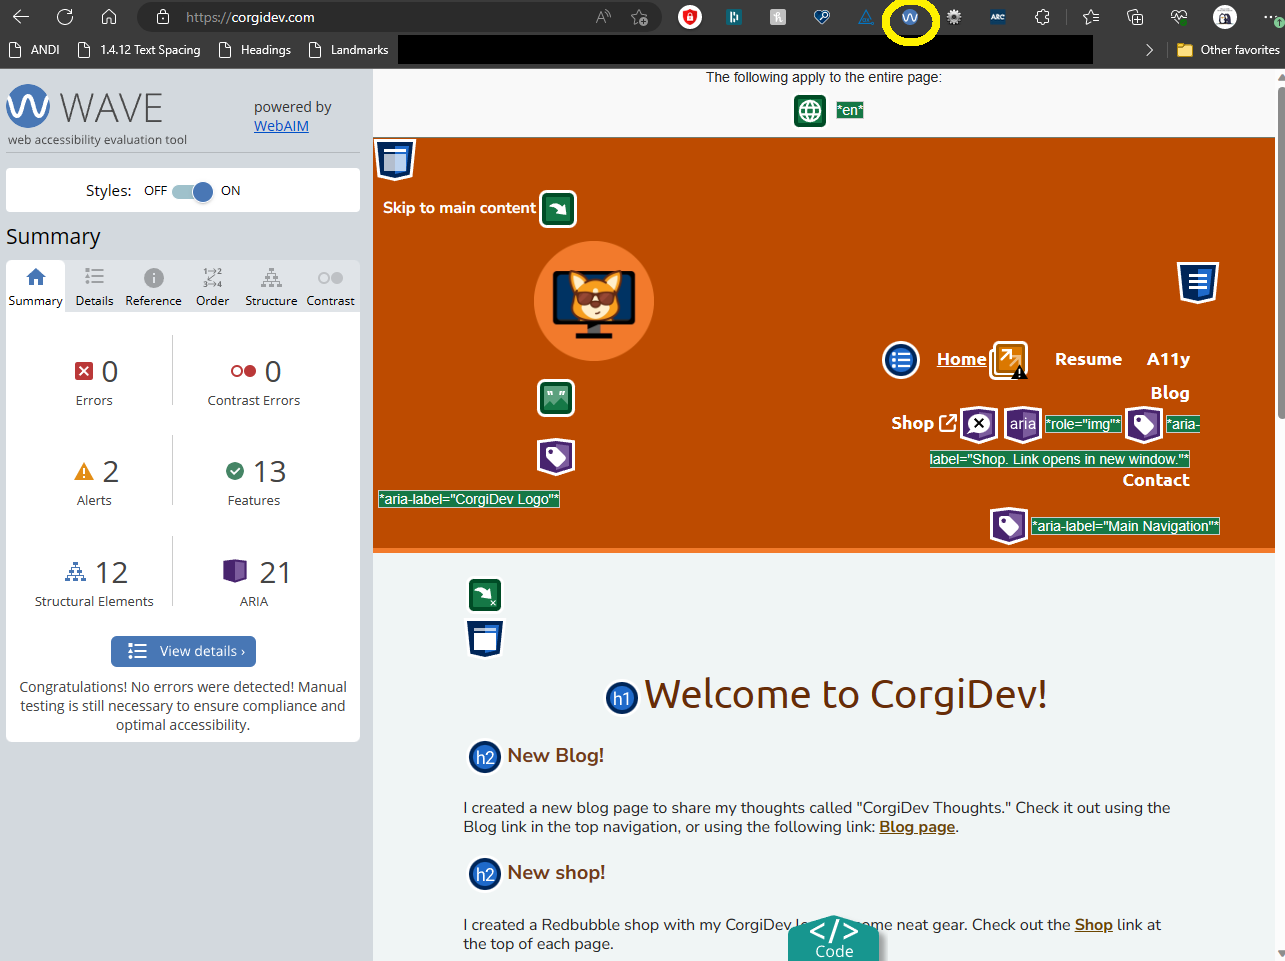 https://corgidev.com
ARC
ANDI
1.4.12 Text Spacing
Headings
Landmarks
Other favorites
WAVE
web accessibility evaluation tool
powered by
WebAIM
Styles: OFF ON
Summary
Summary Details Reference Order Structure Contrast
0
Errors
0
Contrast Errors
2
Alerts
13
Features
12
Structural Elements
21
ARIA
View details ›
Congratulations! No errors were detected! Manual
testing is still necessary to ensure compliance and
optimal accessibility.
The following apply to the entire page:
*en*
Skip to main content
*aria-label="CorgiDev Logo"*
Home Resume A11y
Blog
Shop aria *role="img"* *aria-
label="Shop. Link opens in new window."*
Contact
*aria-label="Main Navigation"*
h1 Welcome to CorgiDev!
h2 New Blog!
I created a new blog page to share my thoughts called "CorgiDev Thoughts." Check it out using the
Blog link in the top navigation, or using the following link: Blog page.
h2 New shop!
I created a Redbubble shop with my CorgiDev ome neat gear. Check out the Shop link at
the top of each page.
</> Code